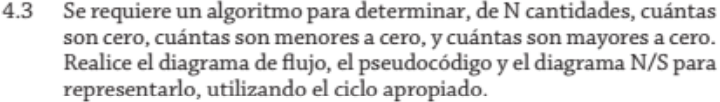 4.3 Se requiere un algoritmo para determinar, de N cantidades, cuántas
son cero, cuántas son menores a cero, y cuántas son mayores a cero.
Realice el diagrama de flujo, el pseudocódigo y el diagrama N/S para
representarlo, utilizando el ciclo apropiado.